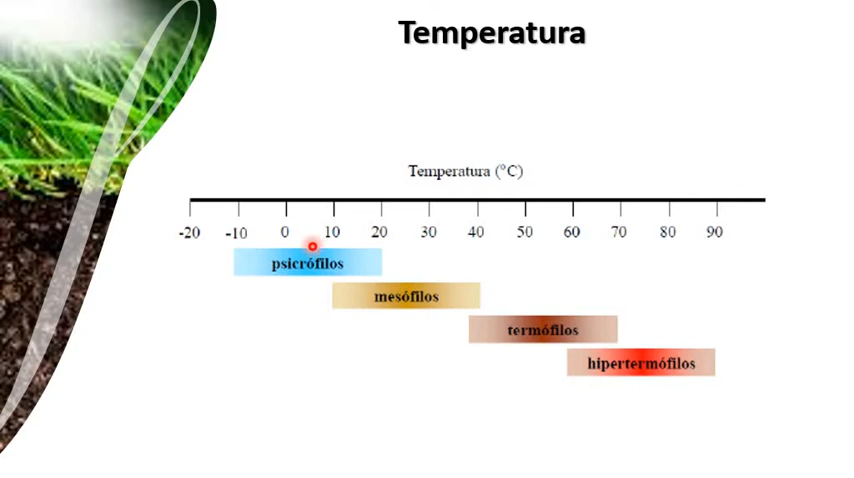 Temperatura
Temperatura (°C)
-20 -10 0 10 20 30 40 50 60 70 80 90
psicrófilos
mesófilos
termófilos
hipertermófilos